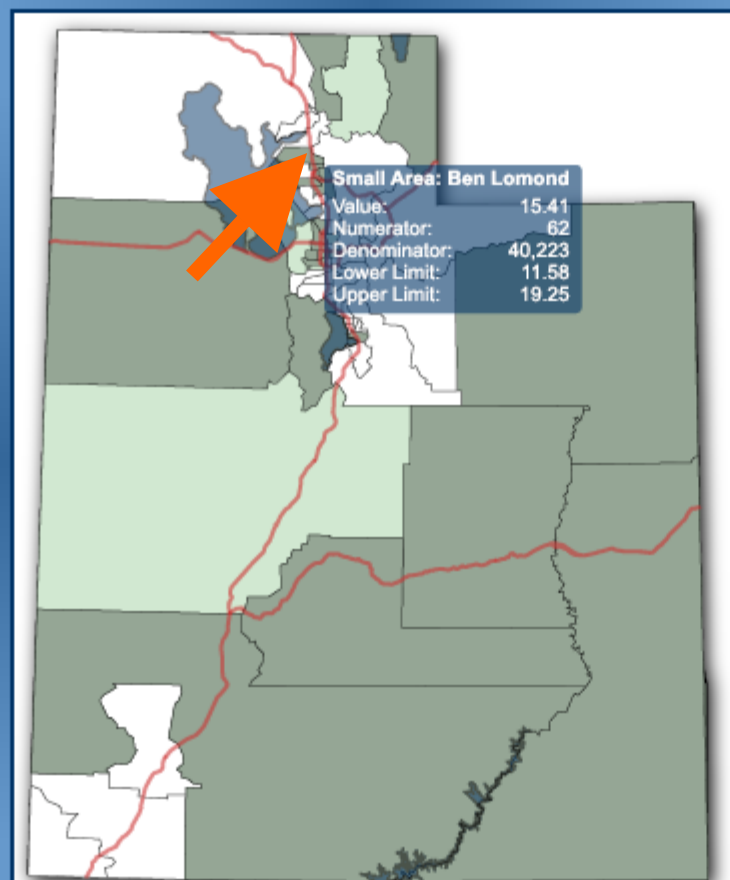 Small Area: Ben Lomond
Value: 15.41
Numerator: 62
Denominator: 40,223
Lower Limit: 11.58
Upper Limit: 19.25